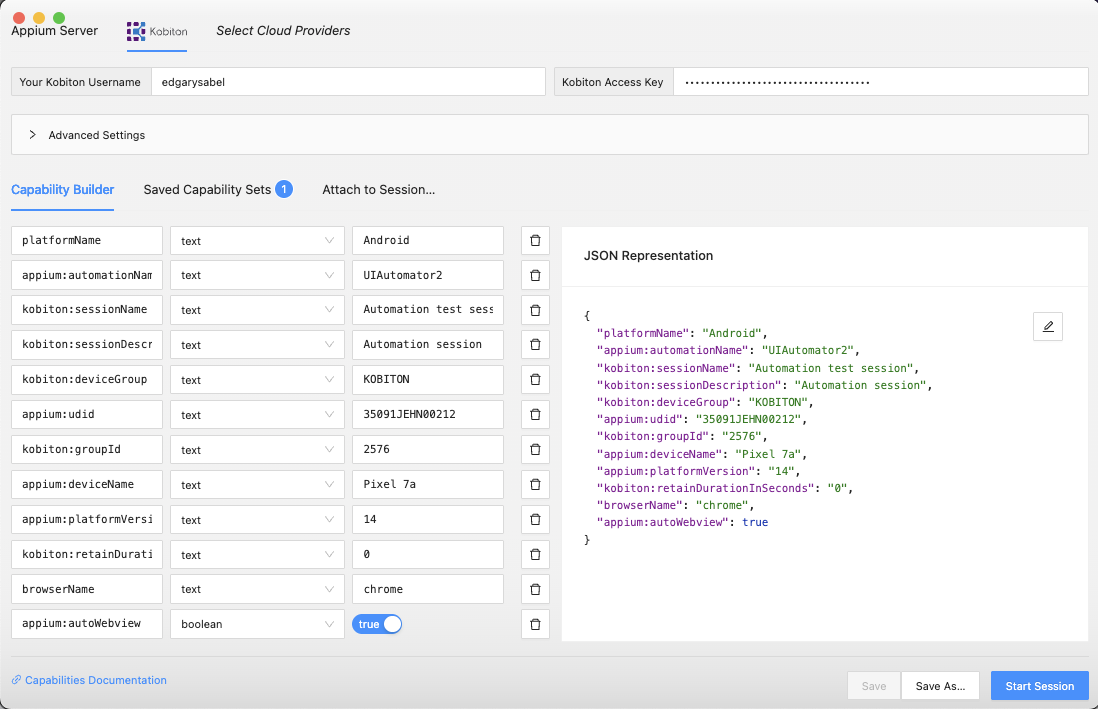 Appium Server
Kobiton
Select Cloud Providers
Your Kobiton Username
edgarysabel
Kobiton Access Key
Advanced Settings
Capability Builder
Saved Capability Sets 1
Attach to Session...
platformName text Android
appium:automationNam text UIAutomator2
kobiton:sessionName text Automation test sess
kobiton:sessionDescr text Automation session
kobiton:deviceGroup text KOBITON
appium:udid text 35091JEHN00212
kobiton:groupId text 2576
appium:deviceName text Pixel 7a
appium:platformVersi text 14
kobiton:retainDurati text 0
browserName text chrome
appium:autoWebview boolean true
JSON Representation
{
"platformName": "Android",
"appium:automationName": "UIAutomator2",
"kobiton:sessionName": "Automation test session",
"kobiton:sessionDescription": "Automation session",
"kobiton:deviceGroup": "KOBITON",
"appium:udid": "35091JEHN00212",
"kobiton:groupId": "2576",
"appium:deviceName": "Pixel 7a",
"appium:platformVersion": "14",
"kobiton:retainDurationInSeconds": "0",
"browserName": "chrome",
"appium:autoWebview": true
}
Capabilities Documentation
Save
Save As...
Start Session